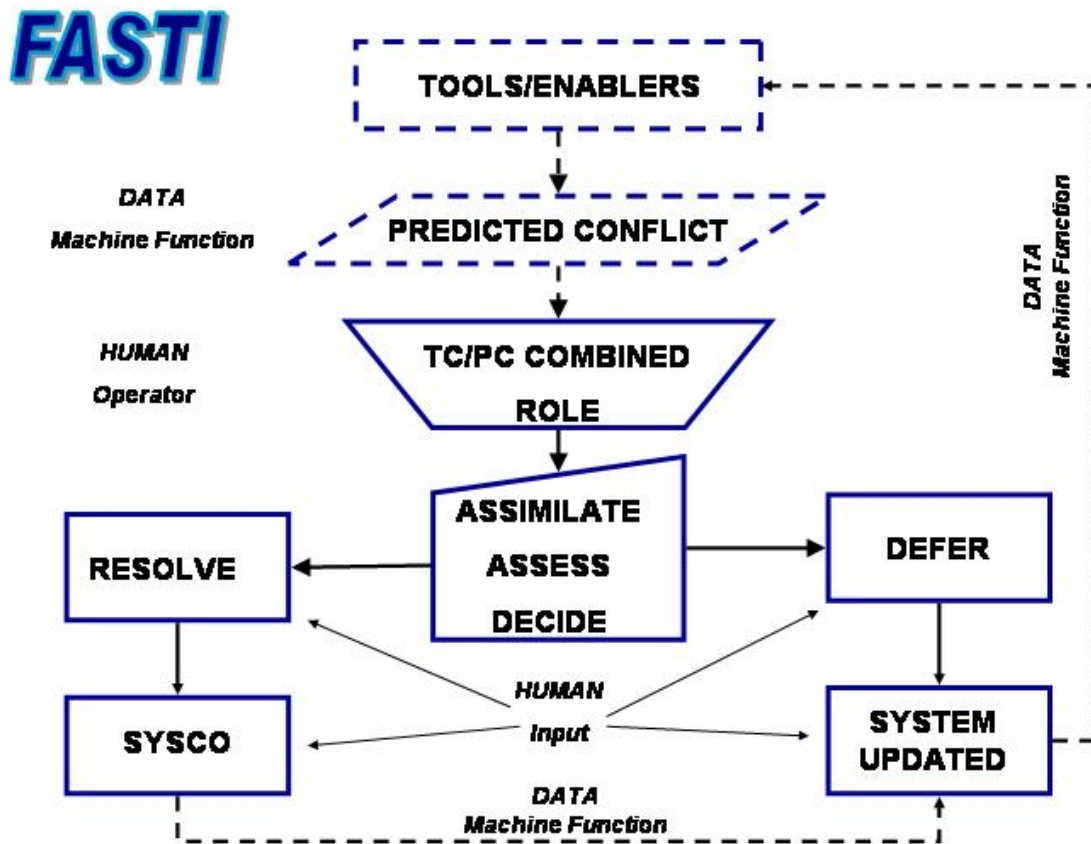 FASTI
TOOLS/ENABLERS
DATA
Machine Function
PREDICTED CONFLICT
HUMAN
Operator
TC/PC COMBINED
ROLE
DATA
Machine Function
ASSIMILATE
ASSESS
DECIDE
RESOLVE
DEFER
HUMAN
Input
SYSCO
SYSTEM
UPDATED
DATA
Machine Function